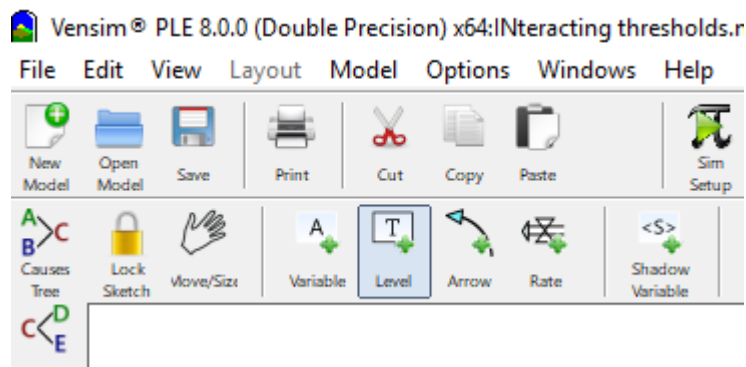 Vensim® PLE 8.0.0 (Double Precision) x64:INteracting thresholds.m
File Edit View Layout Model Options Windows Help
New Model Open Model Save Print Cut Copy Paste Sim Setup
A B C A T <S>
Causes Tree Lock Sketch Move/Size Variable Level Arrow Rate Shadow Variable
C D E